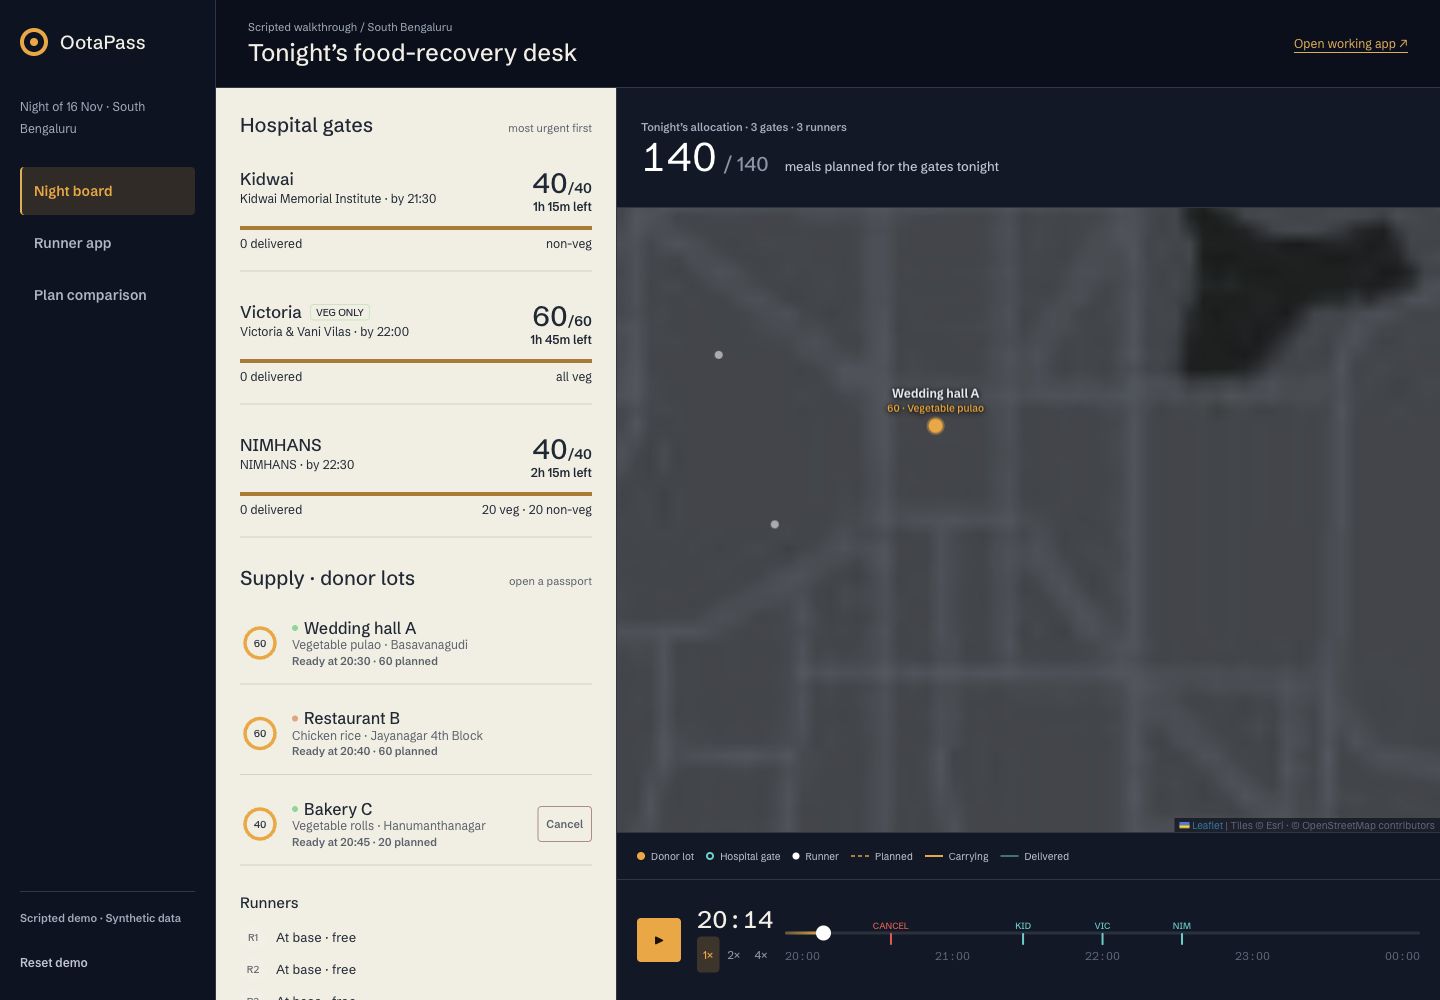 OotaPass
Night of 16 Nov · South
Bengaluru
Night board
Runner app
Plan comparison
Scripted demo · Synthetic data
Reset demo
Scripted walkthrough / South Bengaluru
Tonight's food-recovery desk
Open working app ↗
Hospital gates
most urgent first
Kidwai
40/40
Kidwai Memorial Institute · by 21:30
1h 15m left
0 delivered
non-veg
Victoria
VEG ONLY
60/60
Victoria & Vani Vilas · by 22:00
1h 45m left
0 delivered
all veg
NIMHANS
40/40
NIMHANS · by 22:30
2h 15m left
0 delivered
20 veg · 20 non-veg
Supply · donor lots
open a passport
60
Wedding hall A
Vegetable pulao · Basavanagudi
Ready at 20:30 · 60 planned
60
Restaurant B
Chicken rice · Jayanagar 4th Block
Ready at 20:40 · 60 planned
40
Bakery C
Vegetable rolls · Hanumanthanagar
Ready at 20:45 · 20 planned
Cancel
Runners
R1 At base · free
R2 At base · free
Tonight's allocation · 3 gates · 3 runners
140 / 140 meals planned for the gates tonight
Wedding hall A
60 · Vegetable pulao
Leaflet | Tiles © Esri · © OpenStreetMap contributors
Donor lot
Hospital gate
Runner
Planned
Carrying
Delivered
20:14
1× 2× 4×
CANCEL
KID
VIC
NIM
20:00
21:00
22:00
23:00
00:00